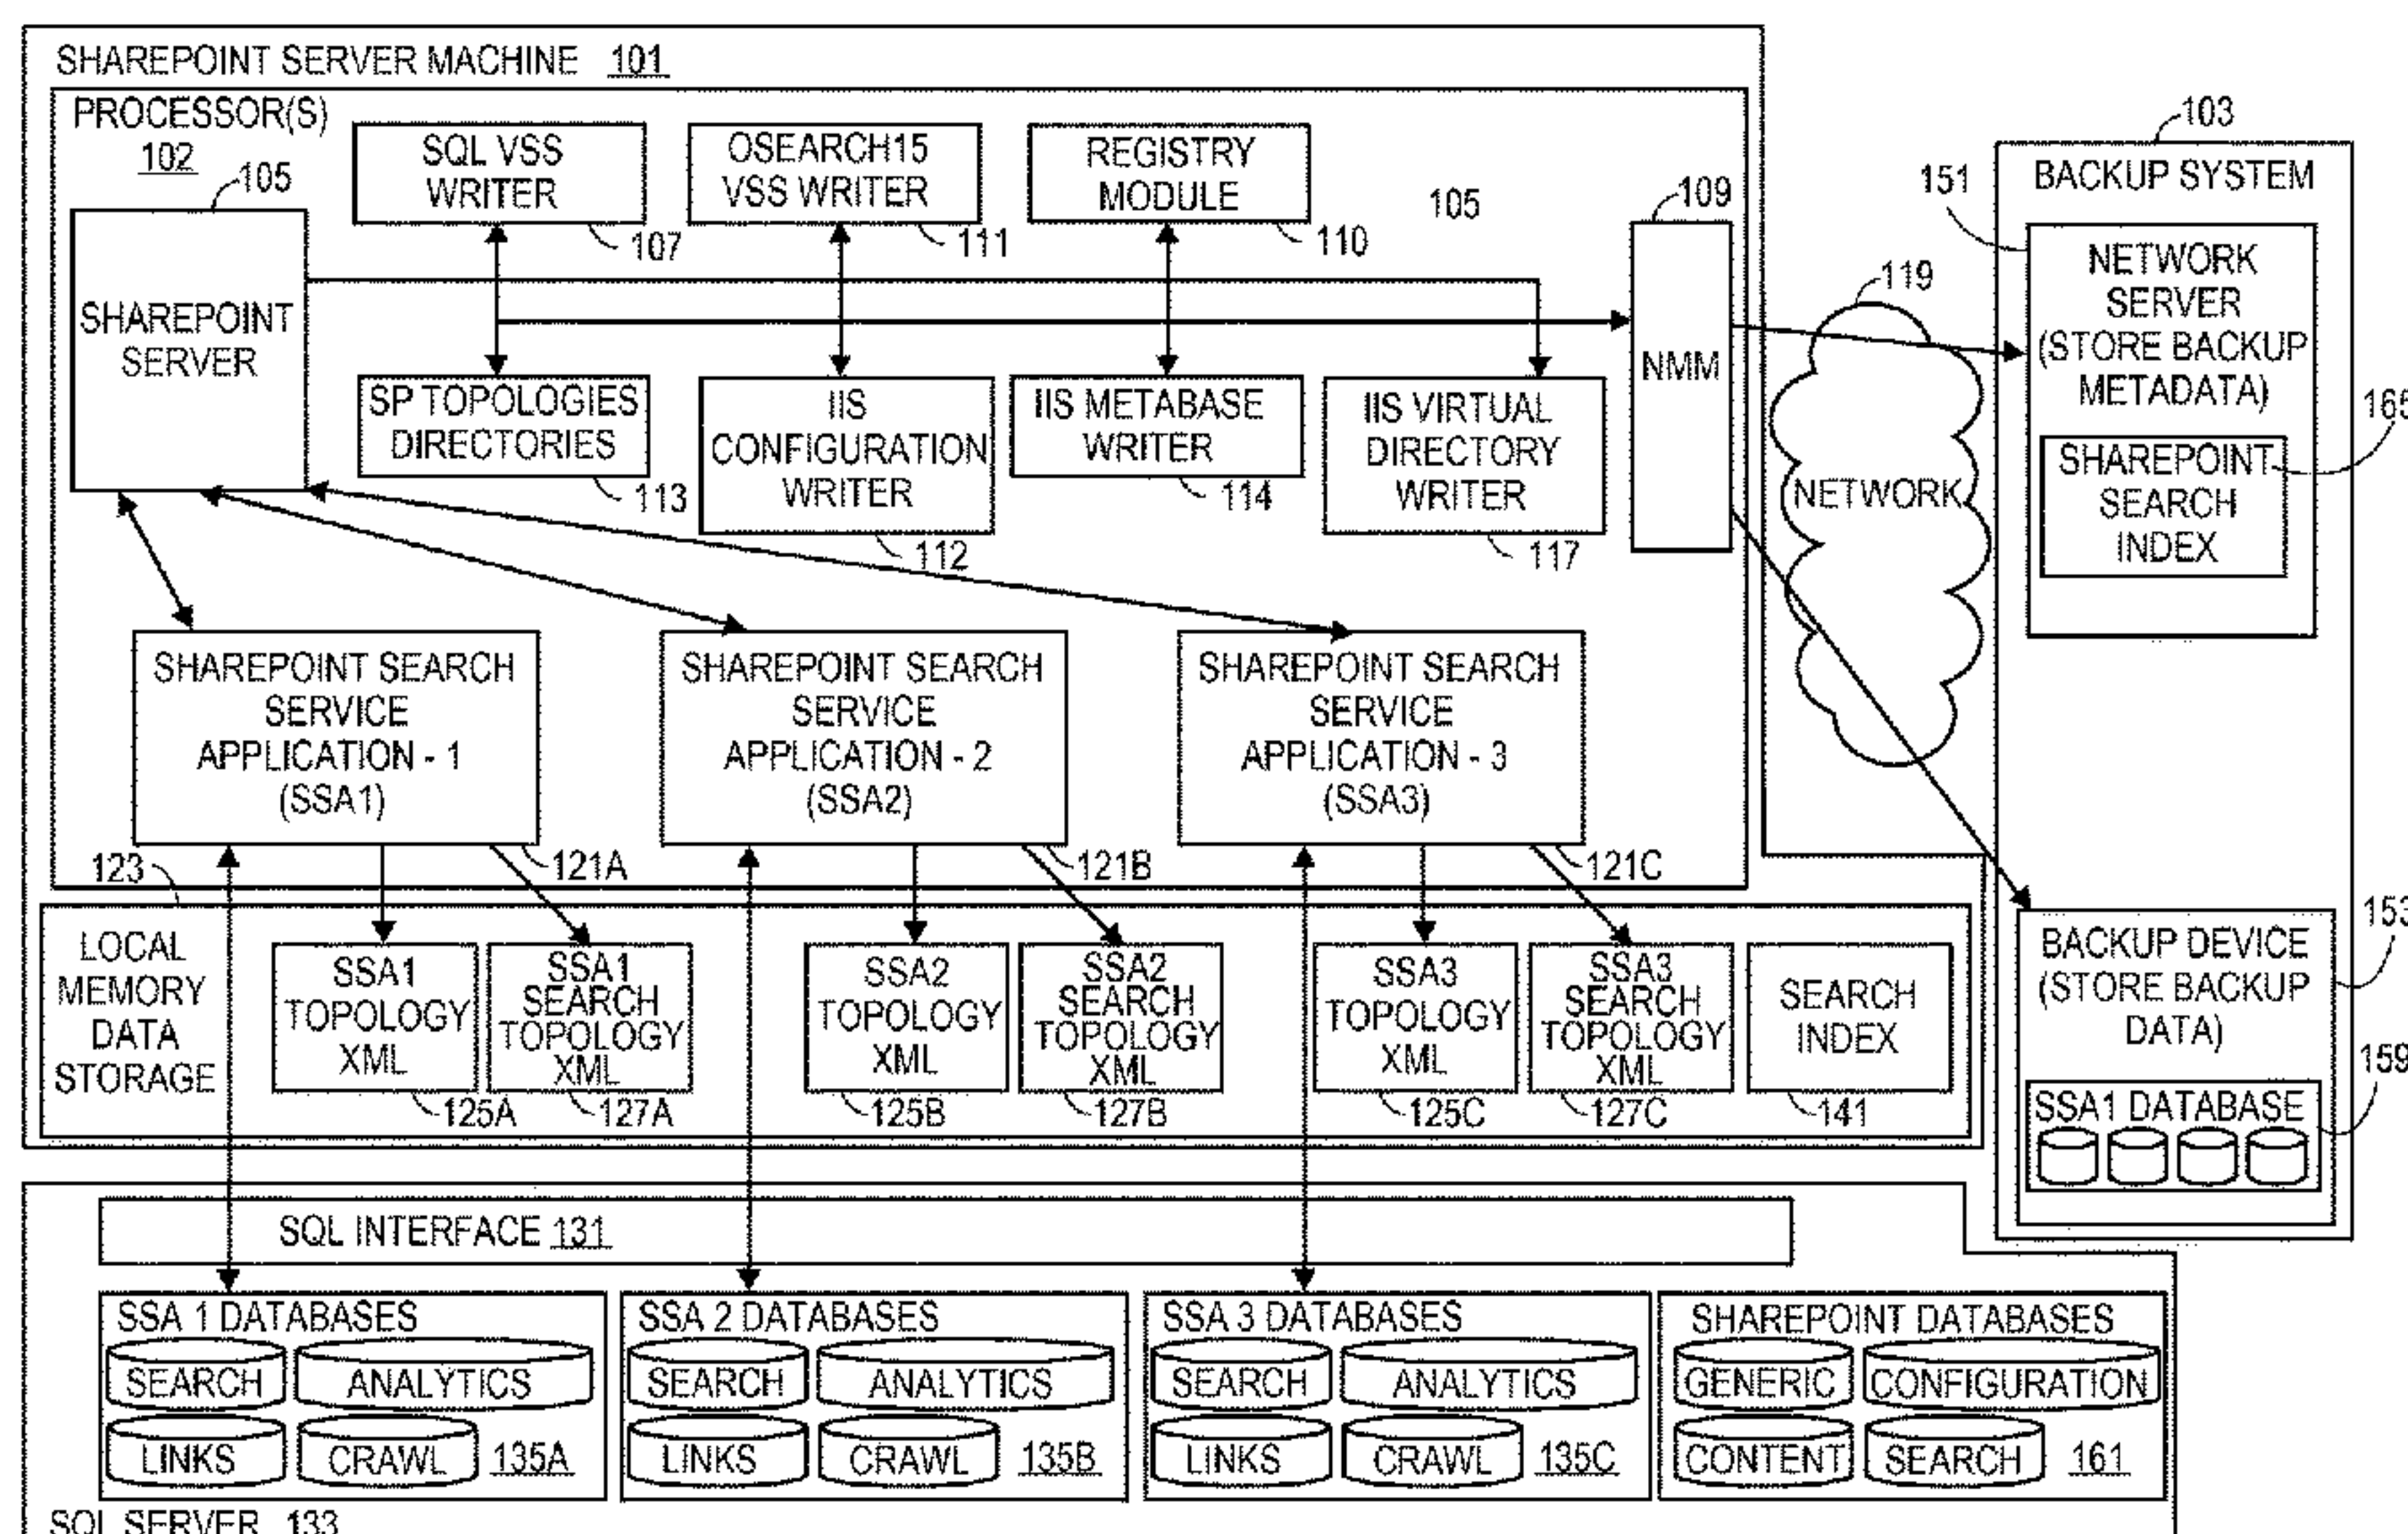 SHAREPOINT SERVER MACHINE 101
PROCESSOR(S)
102
105
SHAREPOINT
SERVER
SQL VSS
WRITER
107
OSEARCH15
VSS WRITER
111
REGISTRY
MODULE
110
105
109
NMM
SP TOPOLOGIES
DIRECTORIES
113
IIS
CONFIGURATION
WRITER
112
IIS METABASE
WRITER
114
IIS VIRTUAL
DIRECTORY
WRITER
117
119
NETWORK
103
BACKUP SYSTEM
151
NETWORK
SERVER
(STORE BACKUP
METADATA)
165
SHAREPOINT
SEARCH
INDEX
SHAREPOINT SEARCH
SERVICE
APPLICATION - 1
(SSA1)
121A
SHAREPOINT SEARCH
SERVICE
APPLICATION - 2
(SSA2)
121B
SHAREPOINT SEARCH
SERVICE
APPLICATION - 3
(SSA3)
121C
123
LOCAL
MEMORY
DATA
STORAGE
SSA1
TOPOLOGY
XML
125A
SSA1
SEARCH
TOPOLOGY
XML
127A
SSA2
TOPOLOGY
XML
125B
SSA2
SEARCH
TOPOLOGY
XML
127B
SSA3
TOPOLOGY
XML
125C
SSA3
SEARCH
TOPOLOGY
XML
127C
SEARCH
INDEX
141
153
BACKUP DEVICE
(STORE BACKUP
DATA)
159
SSA1 DATABASE
SQL INTERFACE 131
SSA 1 DATABASES
SEARCH
ANALYTICS
LINKS
CRAWL
135A
SSA 2 DATABASES
SEARCH
ANALYTICS
LINKS
CRAWL
135B
SSA 3 DATABASES
SEARCH
ANALYTICS
LINKS
CRAWL
135C
SHAREPOINT DATABASES
GENERIC
CONFIGURATION
CONTENT
SEARCH
161
SQL SERVER 133